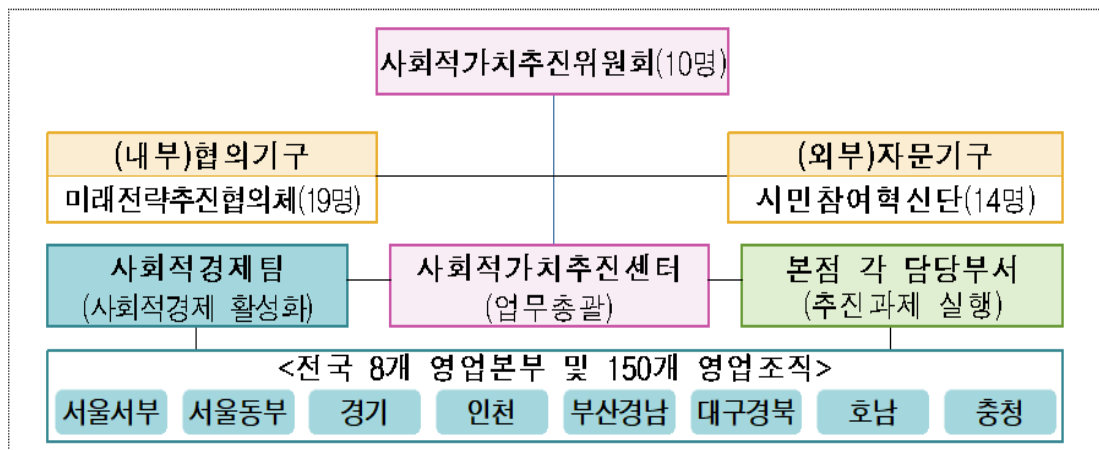 사회적가치추진위원회(10명)
(내부)협의기구
미래전략추진협의체(19명)
(외부)자문기구
시민참여혁신단(14명)
사회적경제팀
(사회적경제 활성화)
사회적가치추진센터
(업무총괄)
본점 각 담당부서
(추진과제 실행)
<전국 8개 영업본부 및 150개 영업조직>
서울서부 서울동부 경기 인천 부산경남 대구경북 호남 충청